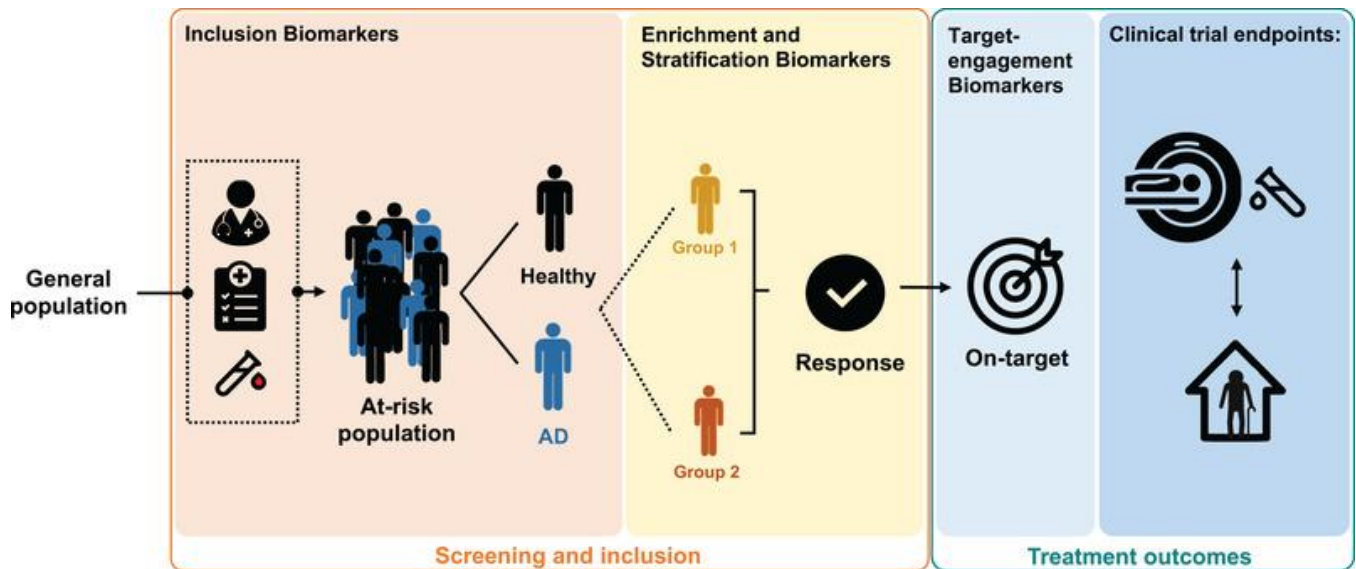 Inclusion Biomarkers
Enrichment and
Stratification Biomarkers
Target-
engagement
Biomarkers
Clinical trial endpoints:
General
population
At-risk
population
Healthy
AD
Group 1
Group 2
Response
On-target
Screening and inclusion
Treatment outcomes